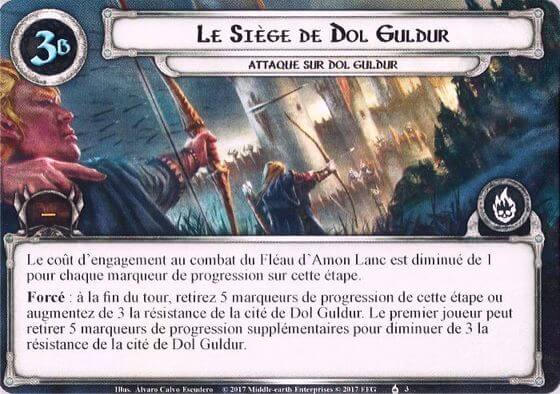 3B
LE SIÈGE DE DOL GULDUR
ATTAQUE SUR DOL GULDUR
–
Le coût d'engagement au combat du Fléau d'Amon Lanc est diminué de 1
pour chaque marqueur de progression sur cette étape.
Forcé : à la fin du tour, retirez 5 marqueurs de progression de cette étape ou
augmentez de 3 la résistance de la cité de Dol Guldur. Le premier joueur peut
retirer 5 marqueurs de progression supplémentaires pour diminuer de 3 la
résistance de la cité de Dol Guldur.
Illus. Álvaro Calvo Escudero © 2017 Middle-earth Enterprises © 2017 FFG 3